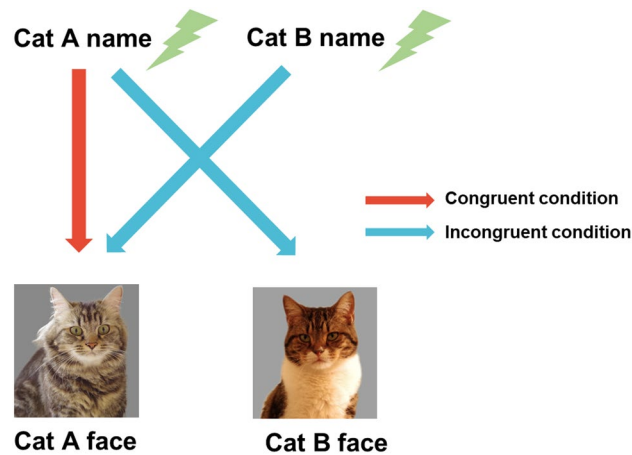 Cat A name
Cat B name
Congruent condition
Incongruent condition
Cat A face
Cat B face